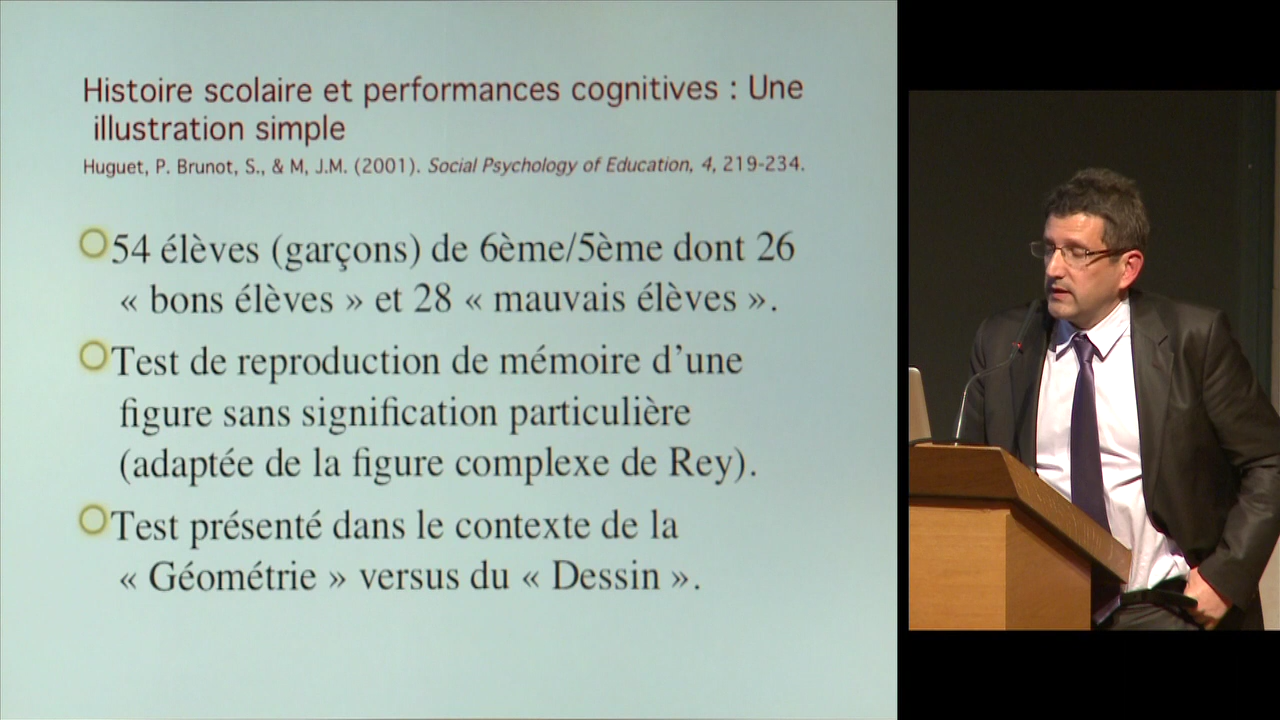 Histoire scolaire et performances cognitives : Une
illustration simple
Huguet, P. Brunot, S., & M, J.M. (2001). Social Psychology of Education, 4, 219-234.
54 élèves (garçons) de 6ème/5ème dont 26
« bons élèves » et 28 « mauvais élèves ».
Test de reproduction de mémoire d’une
figure sans signification particulière
(adaptée de la figure complexe de Rey).
Test présenté dans le contexte de la
« Géométrie » versus du « Dessin ».